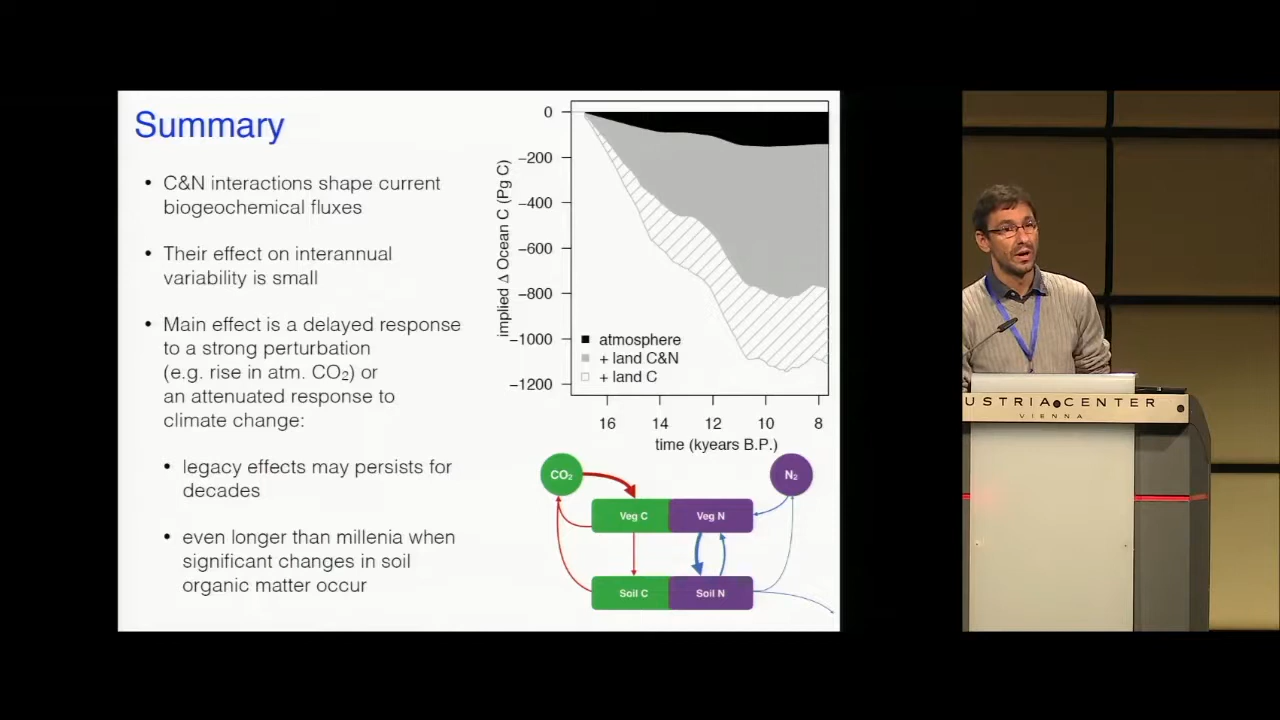 Summary
• C&N interactions shape current
biogeochemical fluxes
• Their effect on interannual
variability is small
• Main effect is a delayed response
to a strong perturbation
(e.g. rise in atm. CO₂) or
an attenuated response to
climate change:
• legacy effects may persists for
decades
• even longer than millenia when
significant changes in soil
organic matter occur
implied Δ Ocean C (Pg C)
0
−200
−400
−600
−800
−1000
−1200
atmosphere
+ land C&N
+ land C
16 14 12 10 8
time (kyears B.P.)
CO₂ N₂
Veg C Veg N
Soil C Soil N
USTRIA CENTER
VIENNA